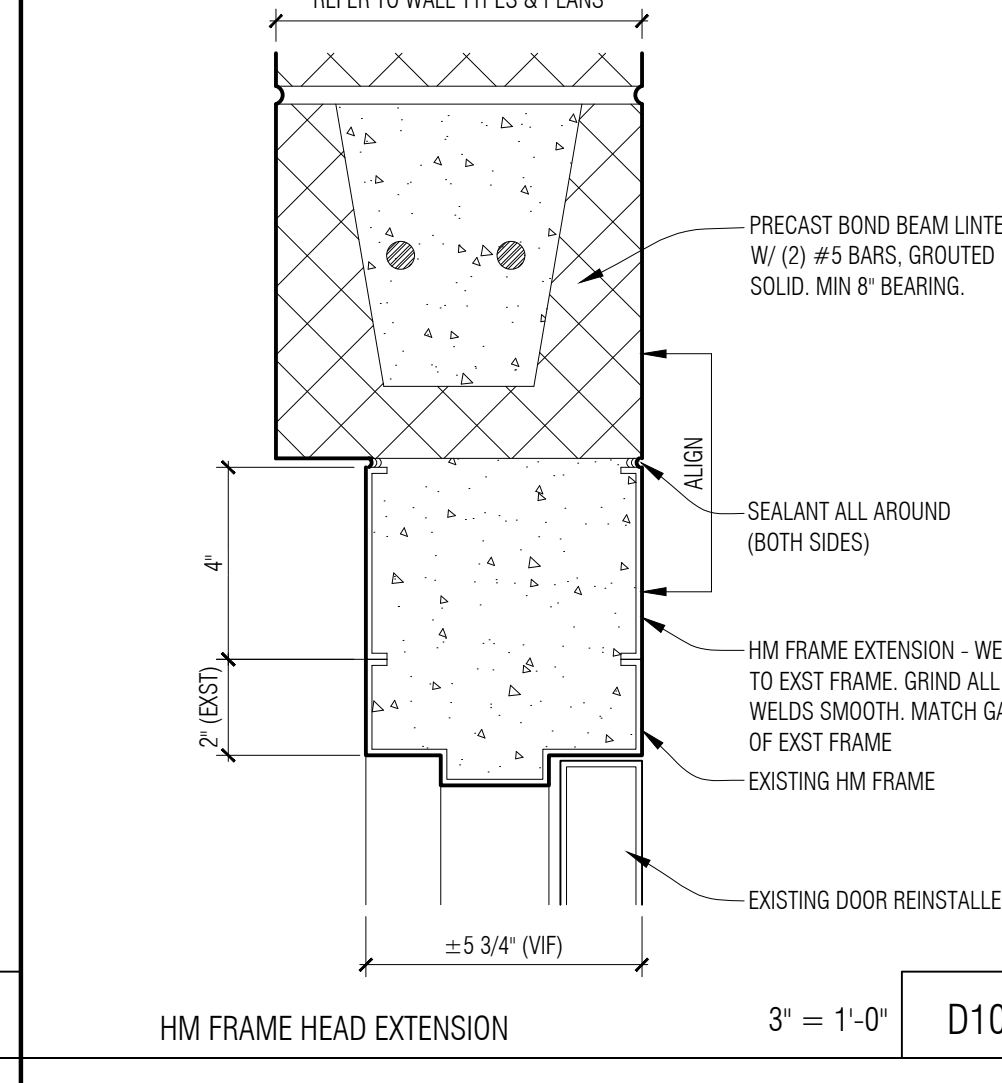 REFER TO WALL TYPES & PLANS
PRECAST BOND BEAM LINTE
W/ (2) #5 BARS, GROUTED
SOLID. MIN 8" BEARING.
ALIGN
SEALANT ALL AROUND
(BOTH SIDES)
4"
HM FRAME EXTENSION - WE
TO EXST FRAME. GRIND ALL
WELDS SMOOTH. MATCH GA
OF EXST FRAME
2" (EXST)
EXISTING HM FRAME
EXISTING DOOR REINSTALLE
±5 3/4" (VIF)
HM FRAME HEAD EXTENSION
3" = 1'-0"
D10